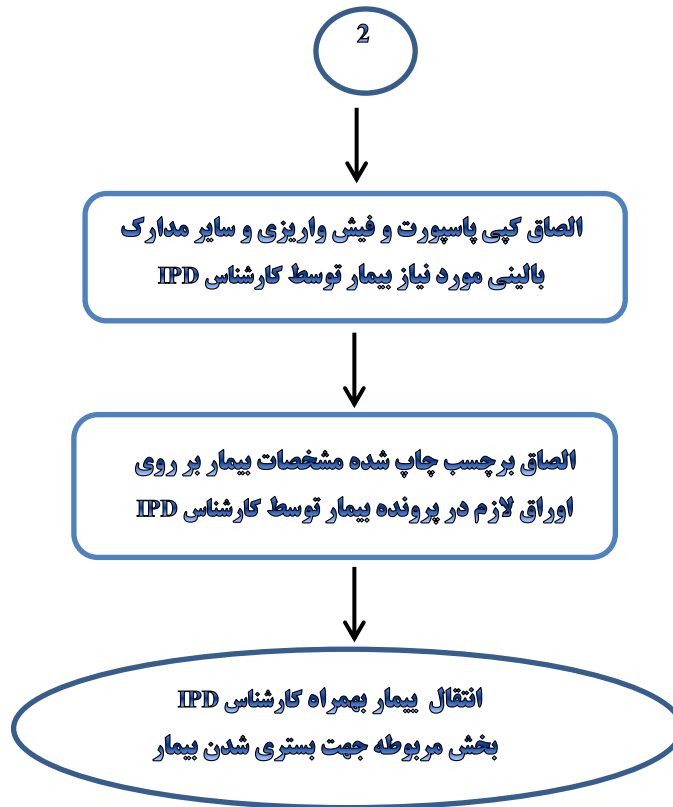 2
الصاق کپی پاسپورت و فیش واریزی و سایر مدارک
بالینی مورد نیاز بیمار توسط کارشناس IPD
الصاق برچسب چاپ شده مشخصات بیمار بر روی
اوراق لازم در پرونده بیمار توسط کارشناس IPD
انتقال بیمار بهمراه کارشناس IPD
بخش مربوطه جهت بستری شدن بیمار